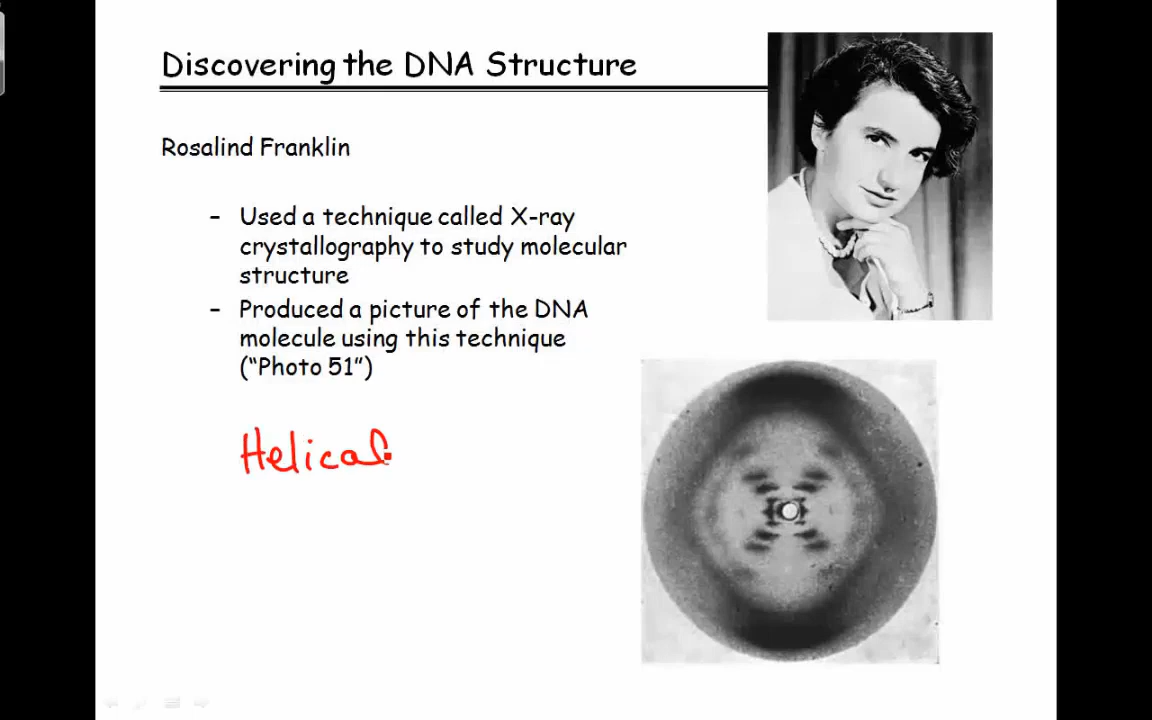 Discovering the DNA Structure
Rosalind Franklin
- Used a technique called X-ray
crystallography to study molecular
structure
- Produced a picture of the DNA
molecule using this technique
("Photo 51")
Helical